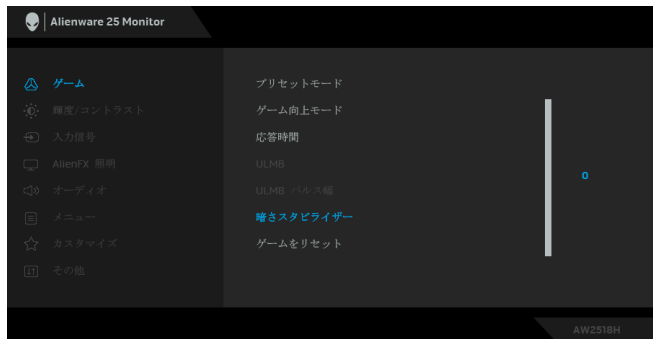 Alienware 25 Monitor
ゲーム
輝度/コントラスト
入力信号
AlienFX 照明
オーディオ
メニュー
カスタマイズ
その他
プリセットモード
ゲーム向上モード
応答時間
ULMB
ULMB パルス幅
暗さスタビライザー
ゲームをリセット
0
AW2518H